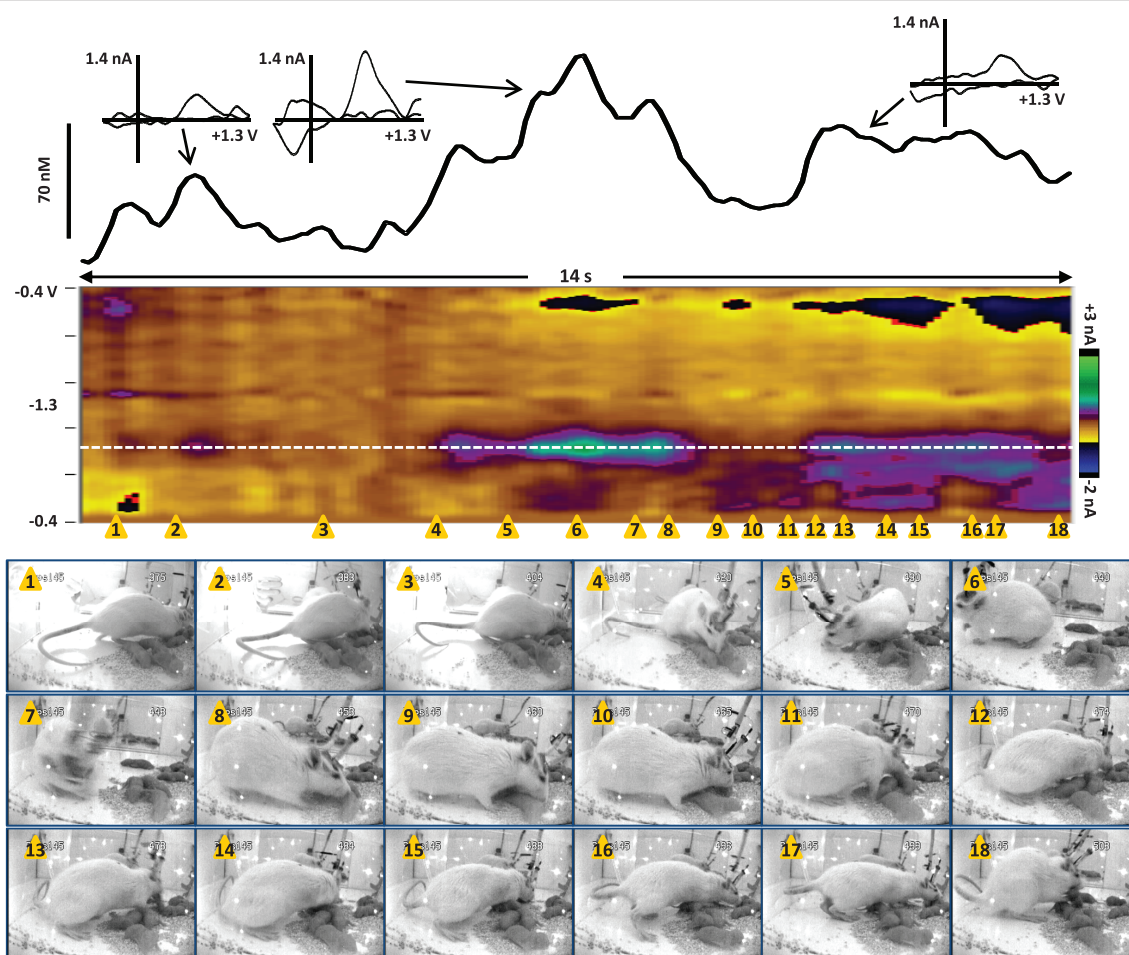 1.4 nA
1.4 nA
1.4 nA
+1.3 V
+1.3 V
+1.3 V
70 nM
14 s
-0.4 V
-1.3
-0.4
+3 nA
-2 nA
1 2 3 4 5 6 7 8 9 10 11 12 13 14 15 16 17 18
1 2 3 4 5 6
7 8 9 10 11 12
13 14 15 16 17 18